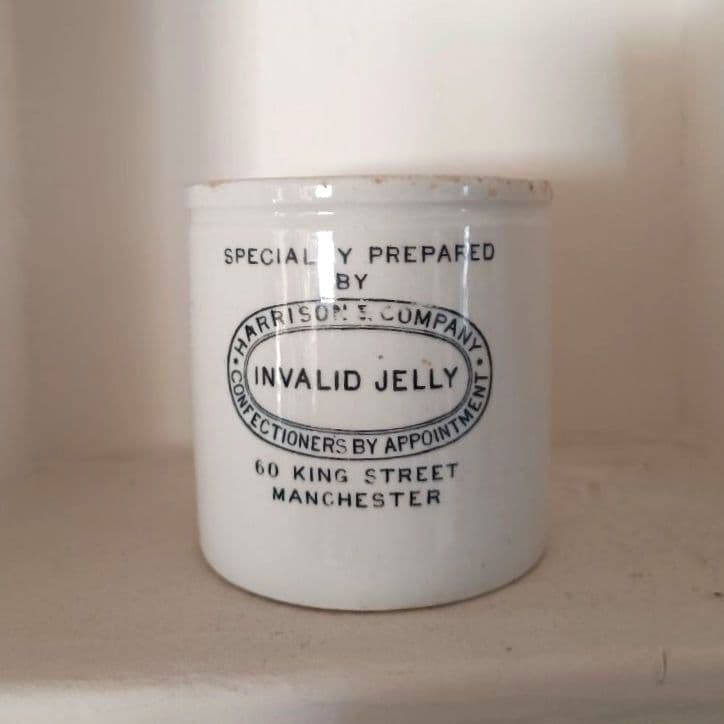 SPECIALLY PREPARED
BY
HARRISON & COMPANY
INVALID JELLY
• CONFECTIONERS BY APPOINTMENT •
60 KING STREET
MANCHESTER